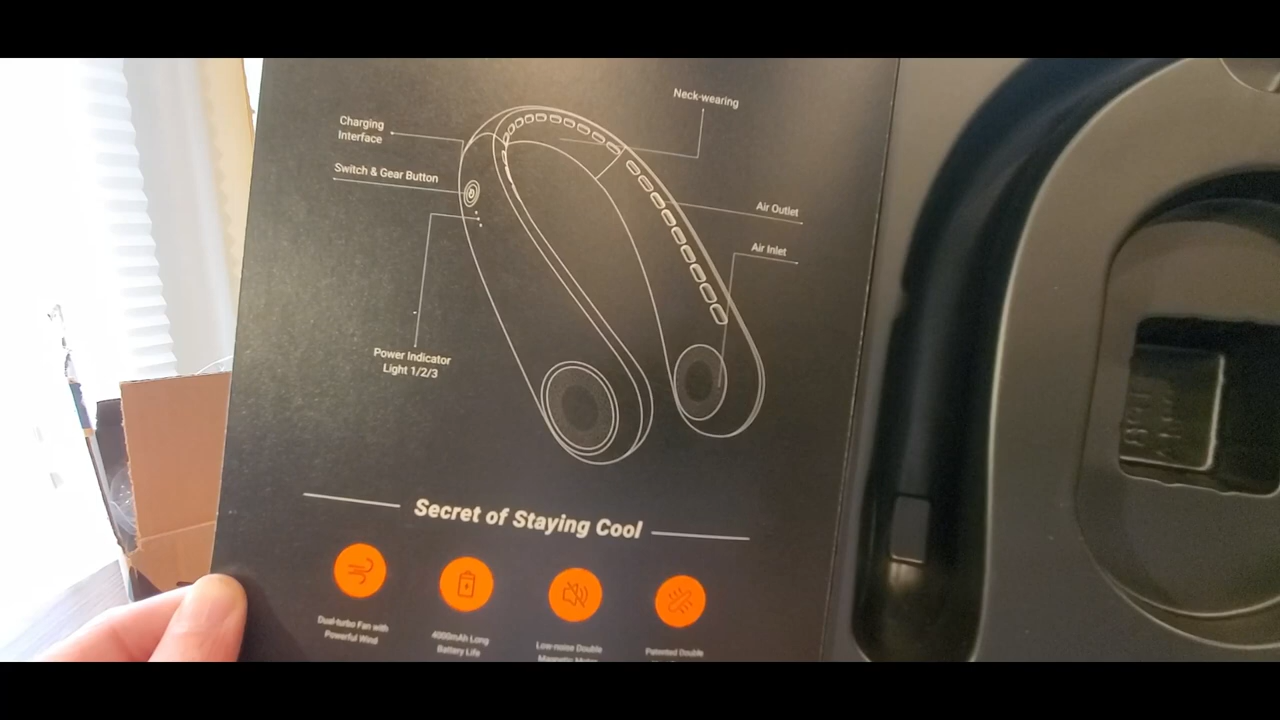 Neck-wearing
Charging
Interface
Switch & Gear Button
Air Outlet
Air Inlet
Power Indicator
Light 1/2/3
Secret of Staying Cool
Dual-turbo Fan with
Powerful Wind
4000mAh Long
Battery Life
Low-noise Double
Magnetic
Patented Double